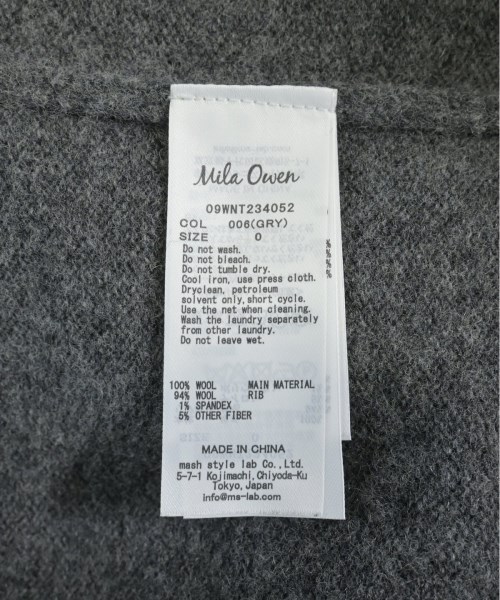 Mila Owen
09WNT234052
COL 006(GRY)
SIZE 0
Do not wash.
Do not bleach.
Do not tumble dry.
Cool iron, use press cloth.
Dryclean, petroleum
solvent only,short cycle.
Use the net when cleaning.
Wash the laundry separately
from other laundry.
Do not leave wet.
100% WOOL MAIN MATERIAL
94% WOOL RIB
1% SPANDEX
5% OTHER FIBER
MADE IN CHINA
mash style lab Co.,Ltd.
5-7-1 Kojimachi,Chiyoda-Ku
Tokyo,Japan
info@ms-lab.com